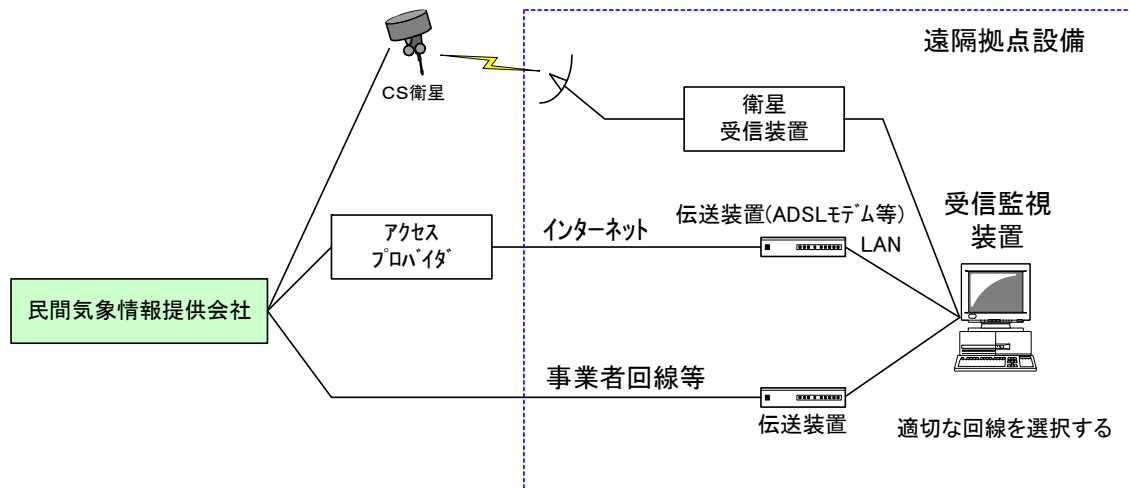 遠隔拠点設備
CS衛星
衛星
受信装置
伝送装置(ADSLﾓﾃﾞﾑ等)
LAN
受信監視
装置
ｱｸｾｽ
ﾌﾟﾛﾊﾞｲﾀﾞ
ｲﾝﾀｰﾈｯﾄ
民間気象情報提供会社
事業者回線等
伝送装置
適切な回線を選択する